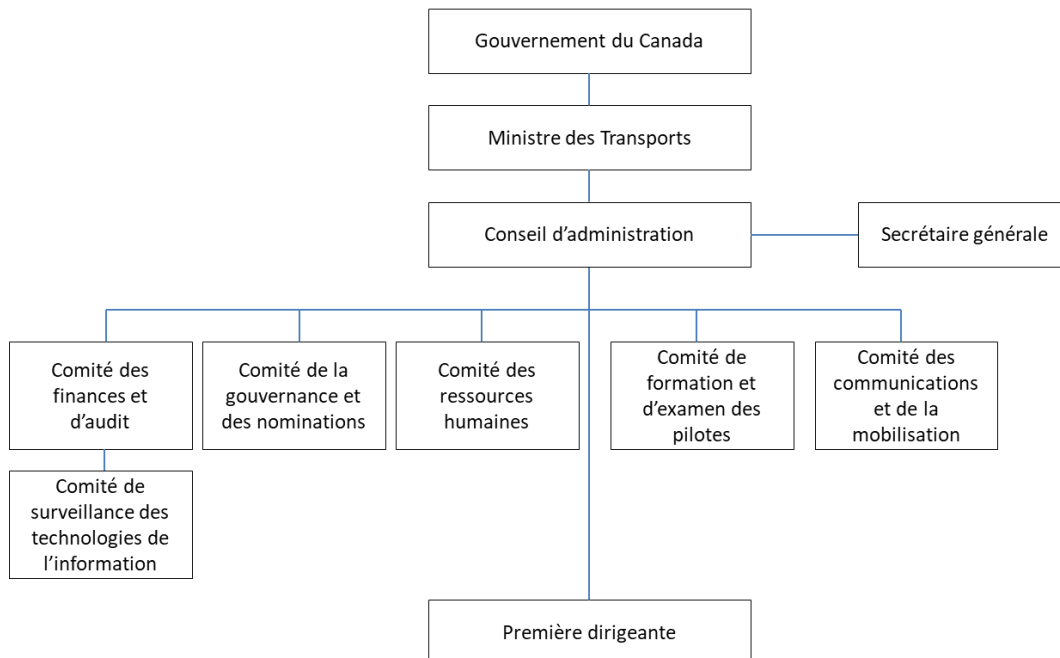 Gouvernement du Canada
Ministre des Transports
Conseil d’administration
Secrétaire générale
Comité des
finances et
d’audit
Comité de la
gouvernance et
des nominations
Comité des
ressources
humaines
Comité de
formation et
d’examen des
pilotes
Comité des
communications
et de la
mobilisation
Comité de
surveillance des
technologies de
l’information
Première dirigeante